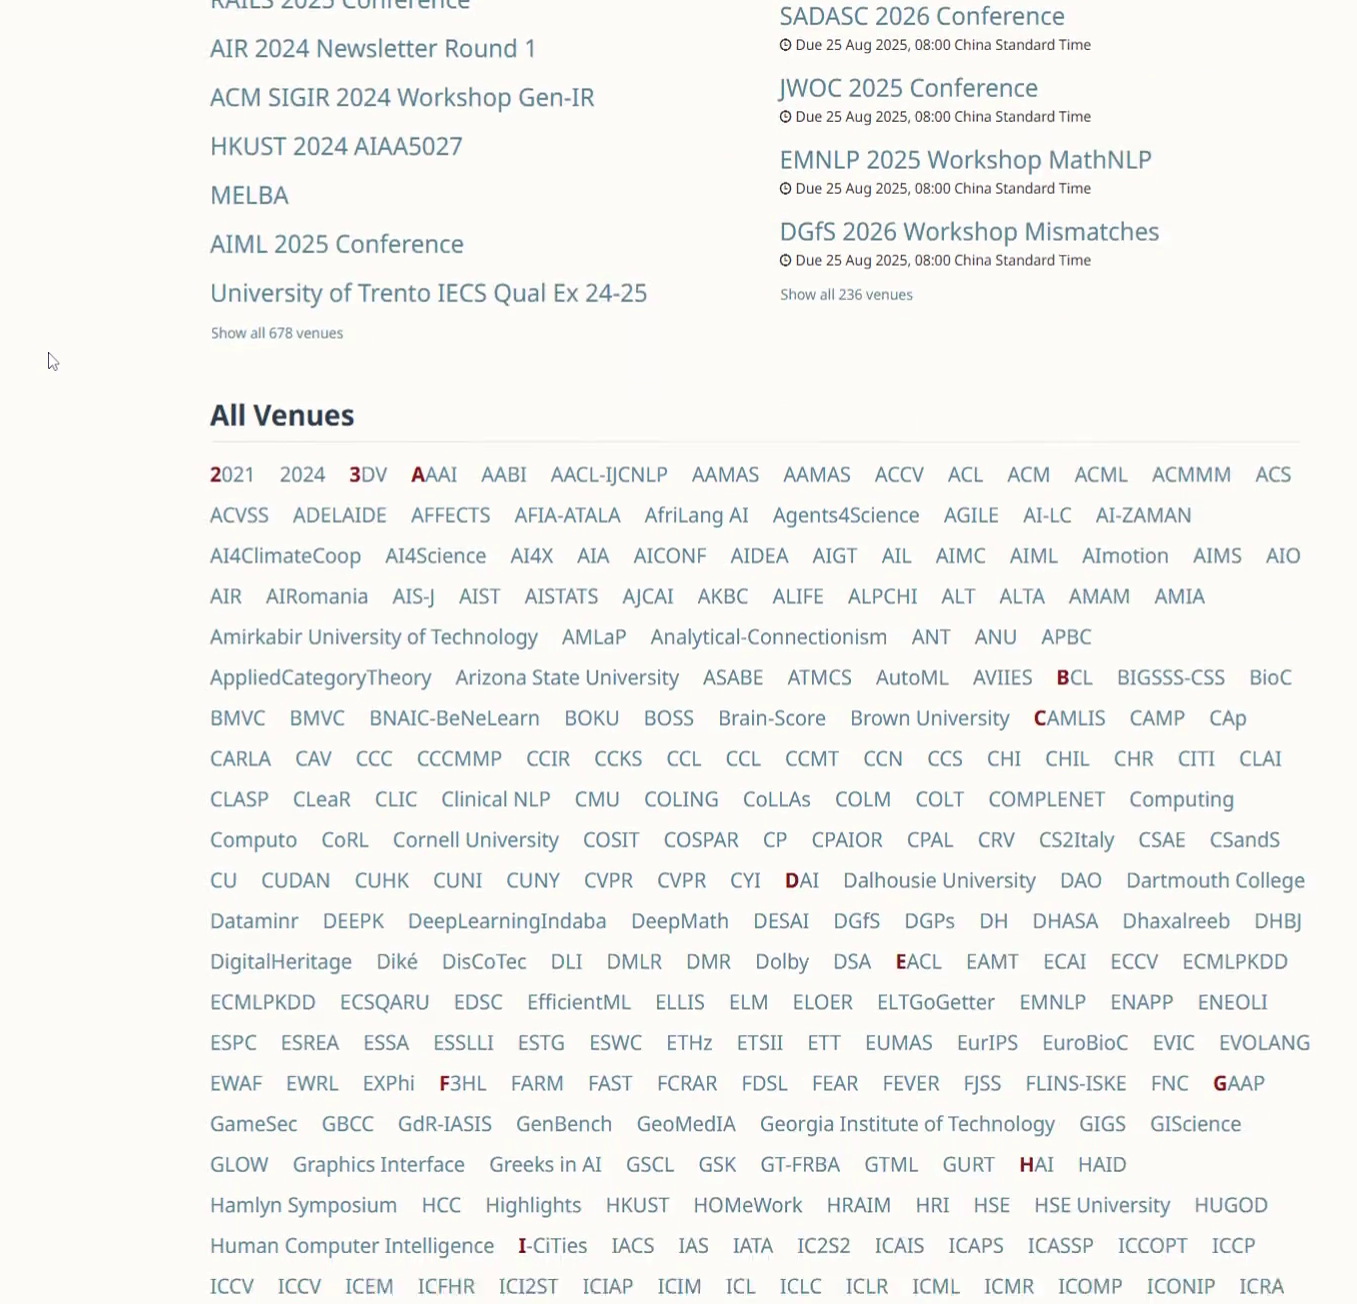 RAILS 2025 Conference
AIR 2024 Newsletter Round 1
ACM SIGIR 2024 Workshop Gen-IR
HKUST 2024 AIAA5027
MELBA
AIML 2025 Conference
University of Trento IECS Qual Ex 24-25
Show all 678 venues
SADASC 2026 Conference
Due 25 Aug 2025, 08:00 China Standard Time
JWOC 2025 Conference
Due 25 Aug 2025, 08:00 China Standard Time
EMNLP 2025 Workshop MathNLP
Due 25 Aug 2025, 08:00 China Standard Time
DGfS 2026 Workshop Mismatches
Due 25 Aug 2025, 08:00 China Standard Time
Show all 236 venues
All Venues
2021 2024 3DV AAAI AABI AACL-IJCNLP AAMAS AAMAS ACCV ACL ACM ACML ACMMM ACS
ACVSS ADELAIDE AFFECTS AFIA-ATALA AfriLang AI Agents4Science AGILE AI-LC AI-ZAMAN
AI4ClimateCoop AI4Science AI4X AIA AICONF AIDEA AIGT AIL AIMC AIML AImotion AIMS AIO
AIR AIRomania AIS-J AIST AISTATS AJCAI AKBC ALIFE ALPCHI ALT ALTA AMAM AMIA
Amirkabir University of Technology AMLaP Analytical-Connectionism ANT ANU APBC
AppliedCategoryTheory Arizona State University ASABE ATMCS AutoML AVIIES BCL BIGSSS-CSS BioC
BMVC BMVC BNAIC-BeNeLearn BOKU BOSS Brain-Score Brown University CAMLIS CAMP CAp
CARLA CAV CCC CCCMMP CCIR CCKS CCL CCL CCMT CCN CCS CHI CHIL CHR CITI CLAI
CLASP CLeaR CLIC Clinical NLP CMU COLING CoLLAs COLM COLT COMPLENET Computing
Computo CoRL Cornell University COSIT COSPAR CP CPAIOR CPAL CRV CS2Italy CSAE CSandS
CU CUDAN CUHK CUNI CUNY CVPR CVPR CYI DAI Dalhousie University DAO Dartmouth College
Dataminr DEEPK DeepLearningIndaba DeepMath DESAI DGfS DGPs DH DHASA Dhaxalreeb DHBJ
DigitalHeritage Diké DisCoTec DLI DMLR DMR Dolby DSA EACL EAMT ECAI ECCV ECMLPKDD
ECMLPKDD ECSQARU EDSC EfficientML ELLIS ELM ELOER ELTGoGetter EMNLP ENAPP ENEOLI
ESPC ESREA ESSA ESSLLI ESTG ESWC ETHz ETSII ETT EUMAS EurIPS EuroBioC EVIC EVOLANG
EWAF EWRL EXPhi F3HL FARM FAST FCRAR FDSL FEAR FEVER FJSS FLINS-ISKE FNC GAAP
GameSec GBCC GdR-IASIS GenBench GeoMedIA Georgia Institute of Technology GIGS GIScience
GLOW Graphics Interface Greeks in AI GSCL GSK GT-FRBA GTML GURT HAI HAID
Hamlyn Symposium HCC Highlights HKUST HOMeWork HRAIM HRI HSE HSE University HUGOD
Human Computer Intelligence I-CiTies IACS IAS IATA IC2S2 ICAIS ICAPS ICASSP ICCOPT ICCP
ICCV ICCV ICEM ICFHR ICI2ST ICIAP ICIM ICL ICLC ICLR ICML ICMR ICOMP ICONIP ICRA